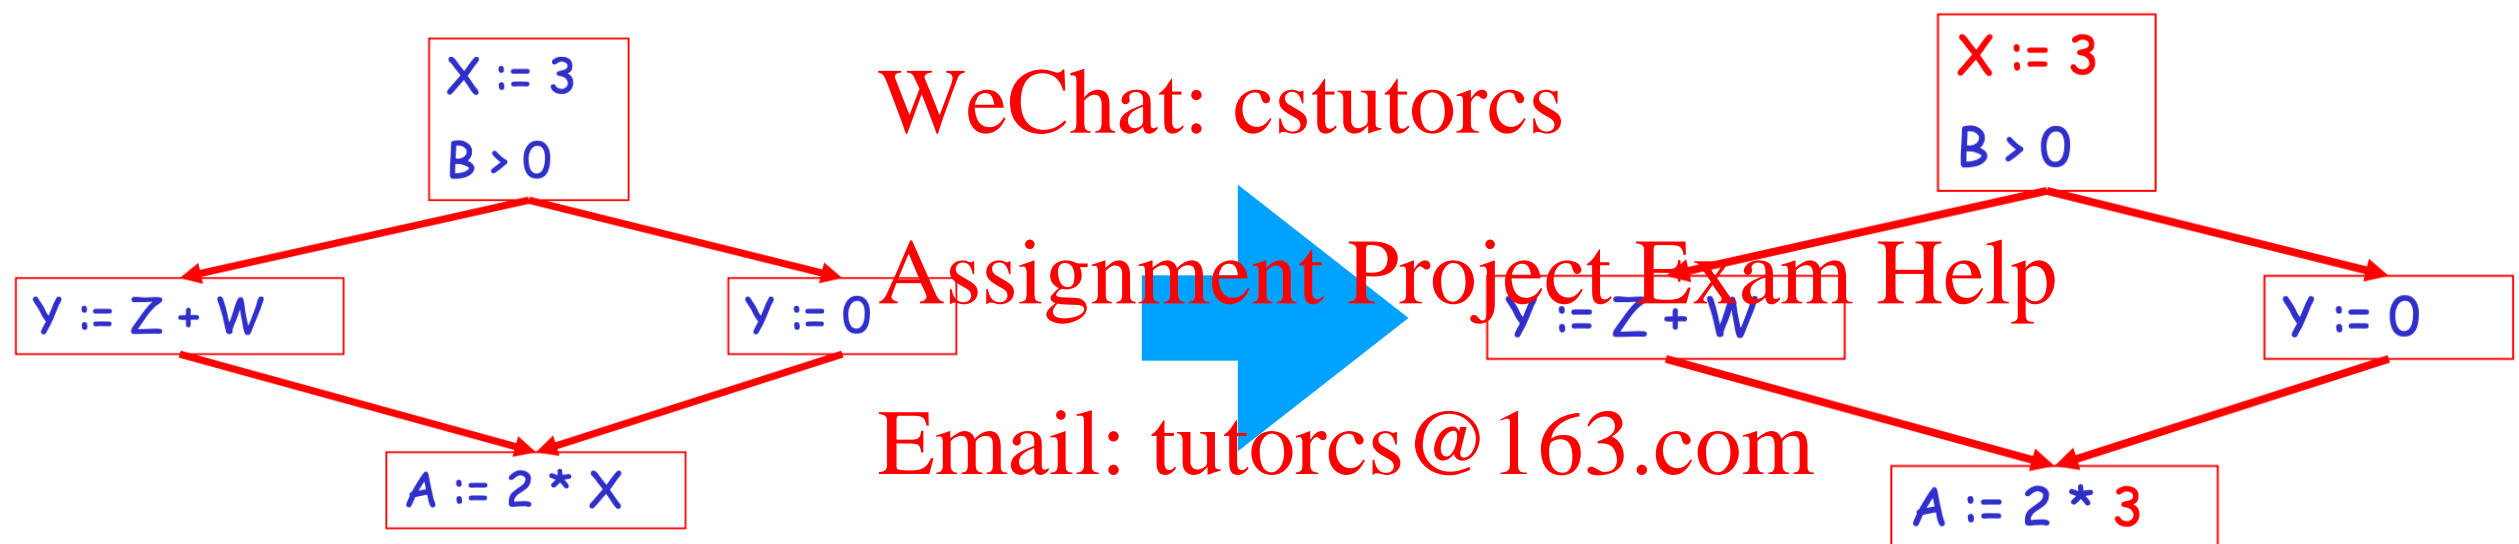 X := 3
B > 0
Y := Z + W
Y := 0
A := 2 * X
WeChat: cstutorcs
Assignment Project Exam Help
Email: tutorcs@163.com
X := 3
B > 0
Y := Z + W
Y := 0
A := 2 * 3